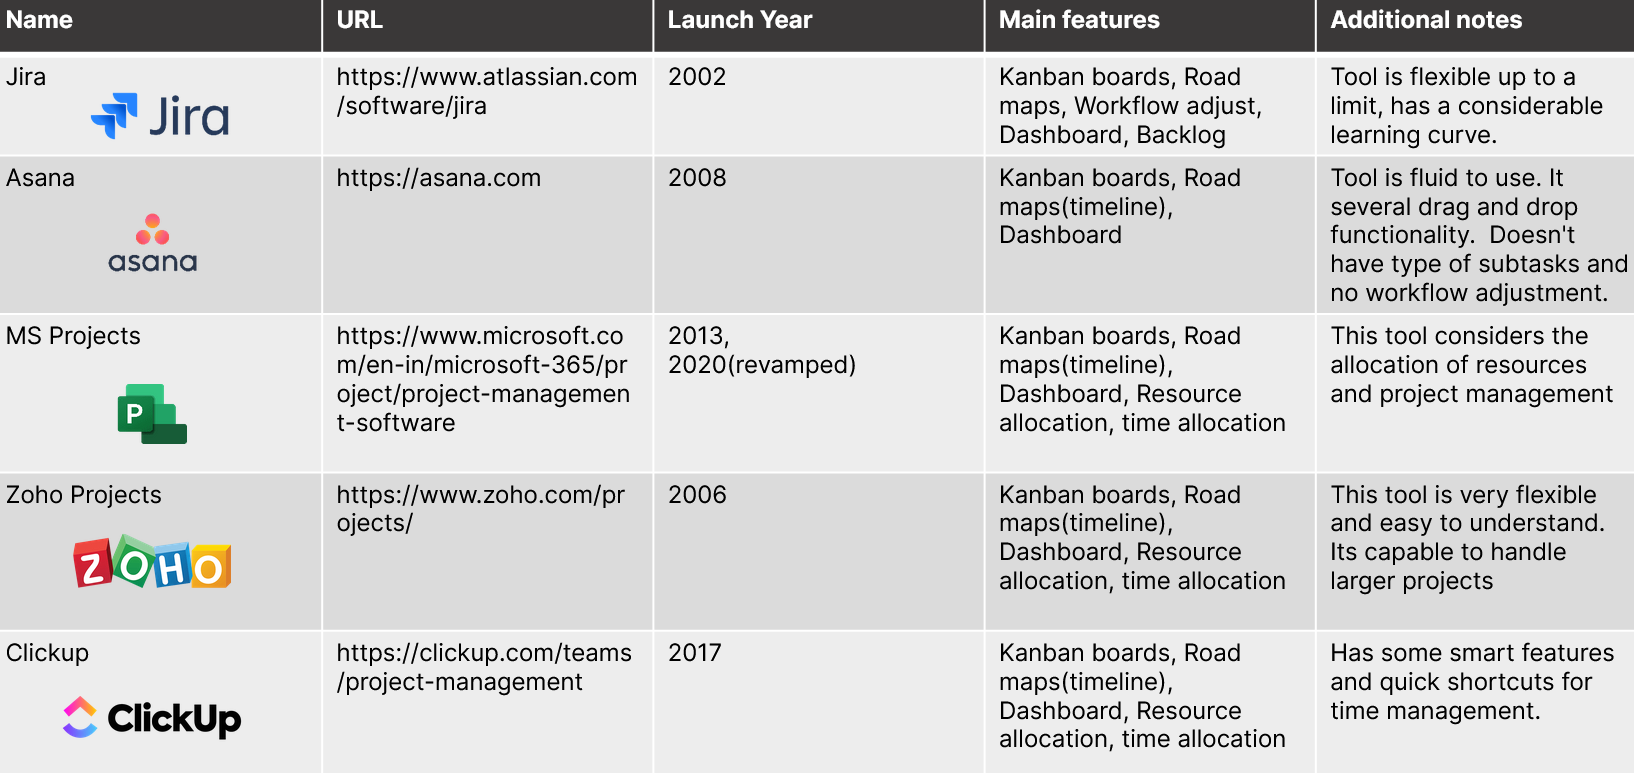 Name URL Launch Year Main features Additional notes
Jira
Jira
https://www.atlassian.com
/software/jira
2002
Kanban boards, Road
maps, Workflow adjust,
Dashboard, Backlog
Tool is flexible up to a
limit, has a considerable
learning curve.
Asana
asana
https://asana.com
2008
Kanban boards, Road
maps(timeline),
Dashboard
Tool is fluid to use. It
several drag and drop
functionality.  Doesn't
have type of subtasks and
no workflow adjustment.
MS Projects
P
https://www.microsoft.co
m/en-in/microsoft-365/pr
oject/project-managemen
t-software
2013,
2020(revamped)
Kanban boards, Road
maps(timeline),
Dashboard, Resource
allocation, time allocation
This tool considers the
allocation of resources
and project management
Zoho Projects
ZOHO
https://www.zoho.com/pr
ojects/
2006
Kanban boards, Road
maps(timeline),
Dashboard, Resource
allocation, time allocation
This tool is very flexible
and easy to understand.
Its capable to handle
larger projects
Clickup
ClickUp
https://clickup.com/teams
/project-management
2017
Kanban boards, Road
maps(timeline),
Dashboard, Resource
allocation, time allocation
Has some smart features
and quick shortcuts for
time management.